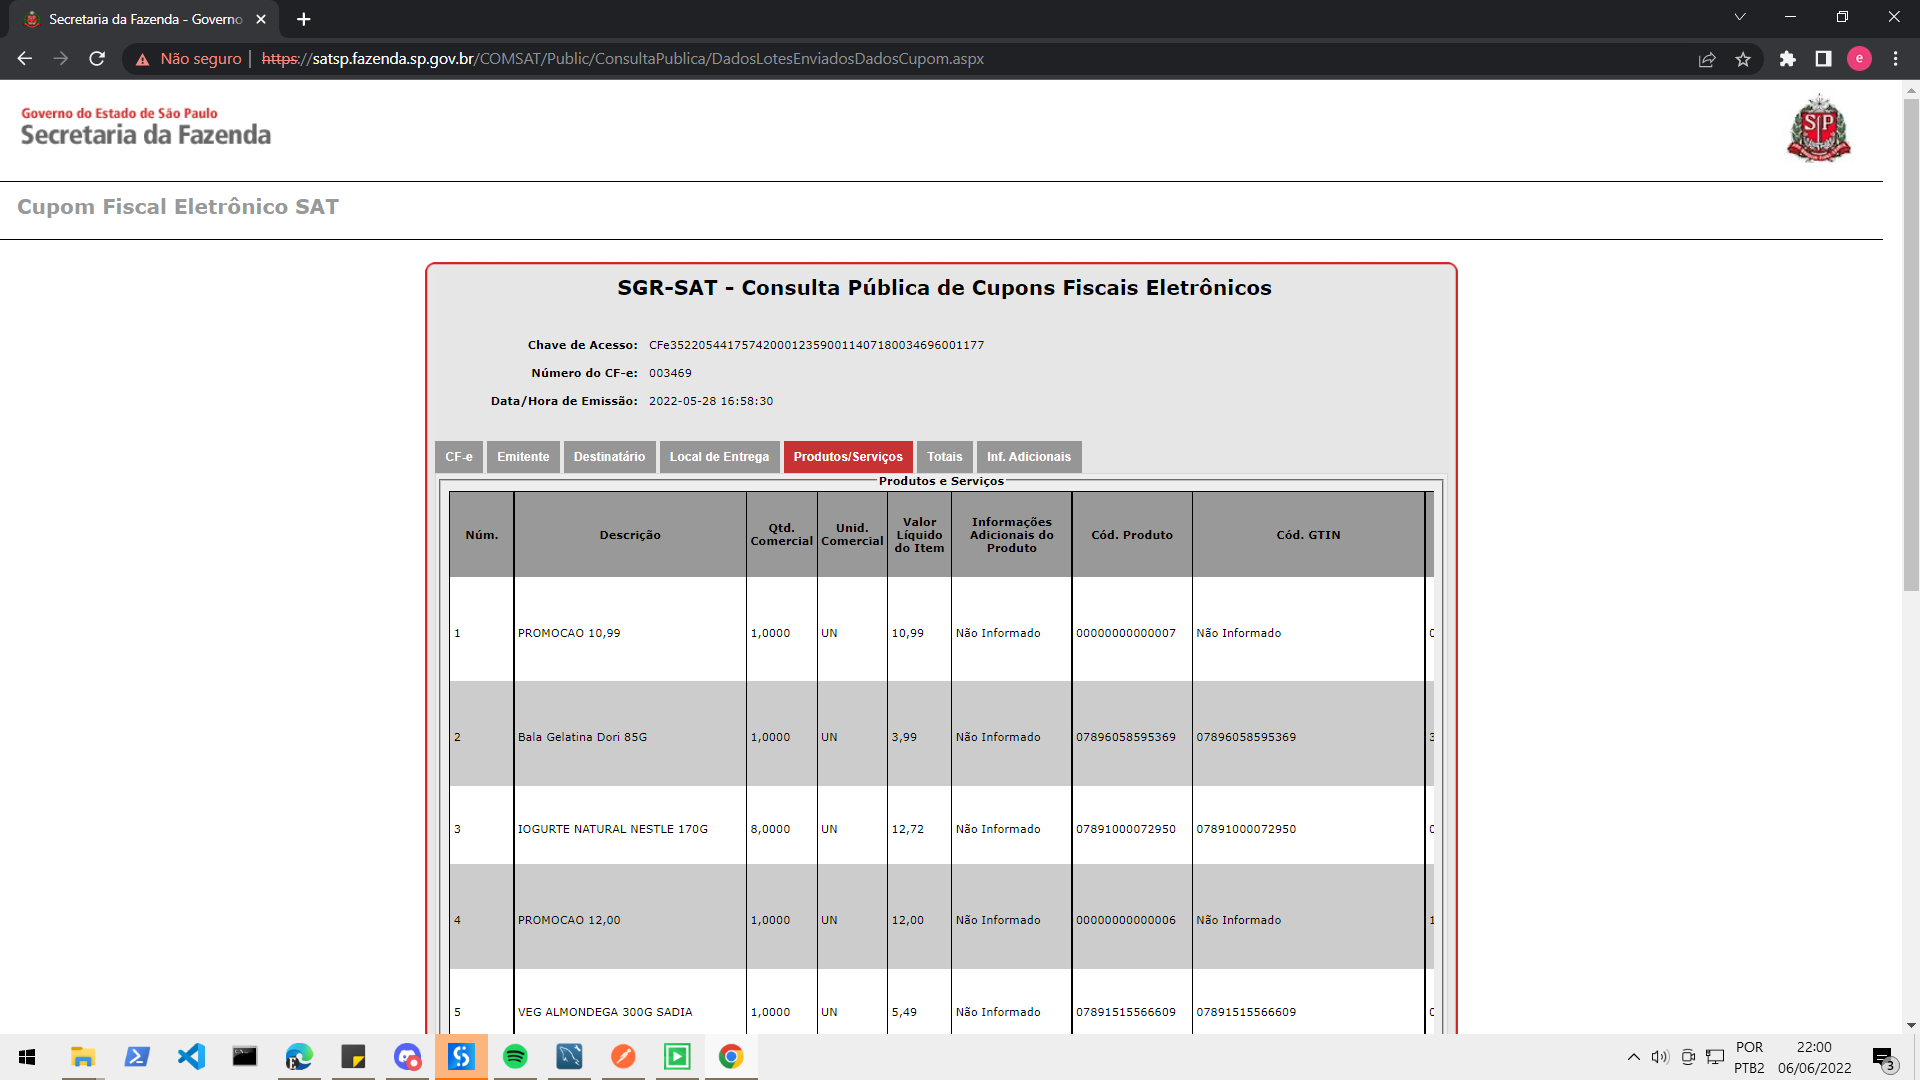 Secretaria da Fazenda - Governo
Não seguro | https://satsp.fazenda.sp.gov.br/COMSAT/Public/ConsultaPublica/DadosLotesEnviadosDadosCupom.aspx
e
Governo do Estado de São Paulo
Secretaria da Fazenda
SP
Cupom Fiscal Eletrônico SAT
SGR-SAT - Consulta Pública de Cupons Fiscais Eletrônicos
Chave de Acesso: CFe35220544175742000123590011407180034696001177
Número do CF-e: 003469
Data/Hora de Emissão: 2022-05-28 16:58:30
CF-e Emitente Destinatário Local de Entrega Produtos/Serviços Totais Inf. Adicionais
Produtos e Serviços
Núm. Descrição Qtd. Comercial Unid. Comercial Valor Líquido do Item Informações Adicionais do Produto Cód. Produto Cód. GTIN
1 PROMOCAO 10,99 1,0000 UN 10,99 Não Informado 00000000000007 Não Informado
2 Bala Gelatina Dori 85G 1,0000 UN 3,99 Não Informado 07896058595369 07896058595369
3 IOGURTE NATURAL NESTLE 170G 8,0000 UN 12,72 Não Informado 07891000072950 07891000072950
4 PROMOCAO 12,00 1,0000 UN 12,00 Não Informado 00000000000006 Não Informado
5 VEG ALMONDEGA 300G SADIA 1,0000 UN 5,49 Não Informado 07891515566609 07891515566609
POR
PTB2
22:00
06/06/2022
3